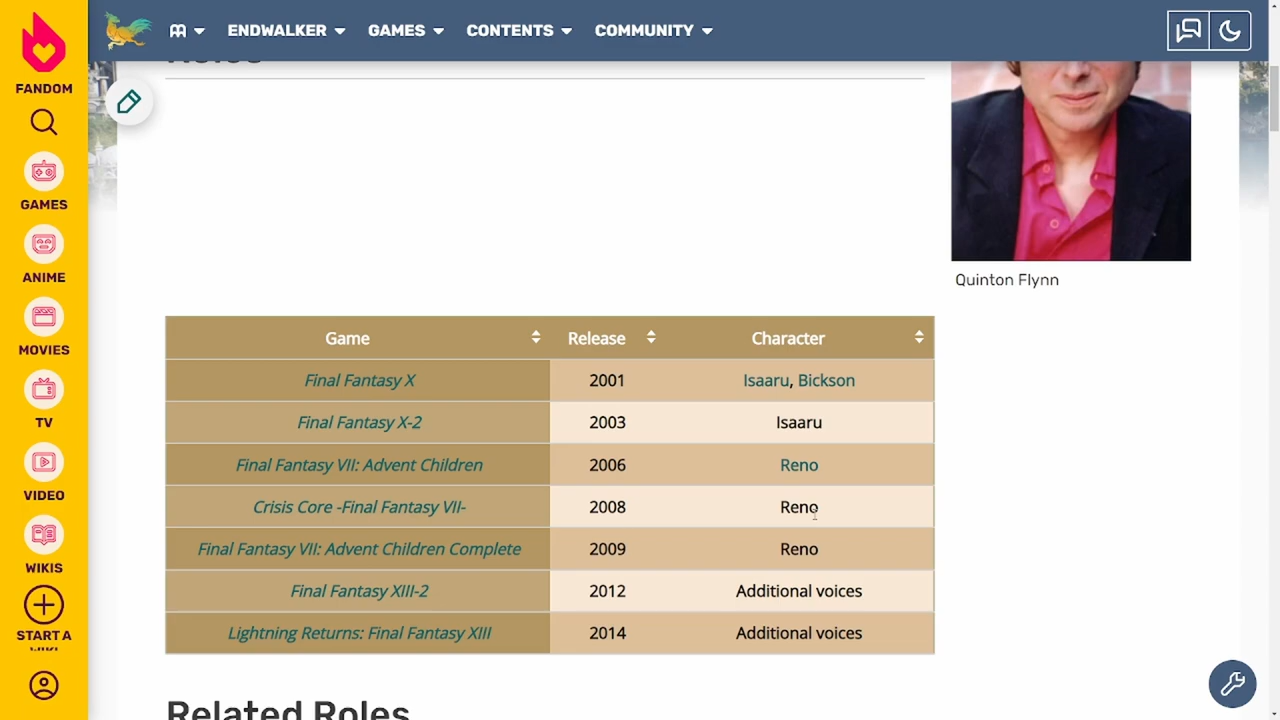 FANDOM
GAMES
ANIME
MOVIES
TV
VIDEO
WIKIS
START A
ENDWALKER
GAMES
CONTENTS
COMMUNITY
Roles
Quinton Flynn
Game Release Character
Final Fantasy X 2001 Isaaru, Bickson
Final Fantasy X-2 2003 Isaaru
Final Fantasy VII: Advent Children 2006 Reno
Crisis Core -Final Fantasy VII- 2008 Reno
Final Fantasy VII: Advent Children Complete 2009 Reno
Final Fantasy XIII-2 2012 Additional voices
Lightning Returns: Final Fantasy XIII 2014 Additional voices
Related Roles